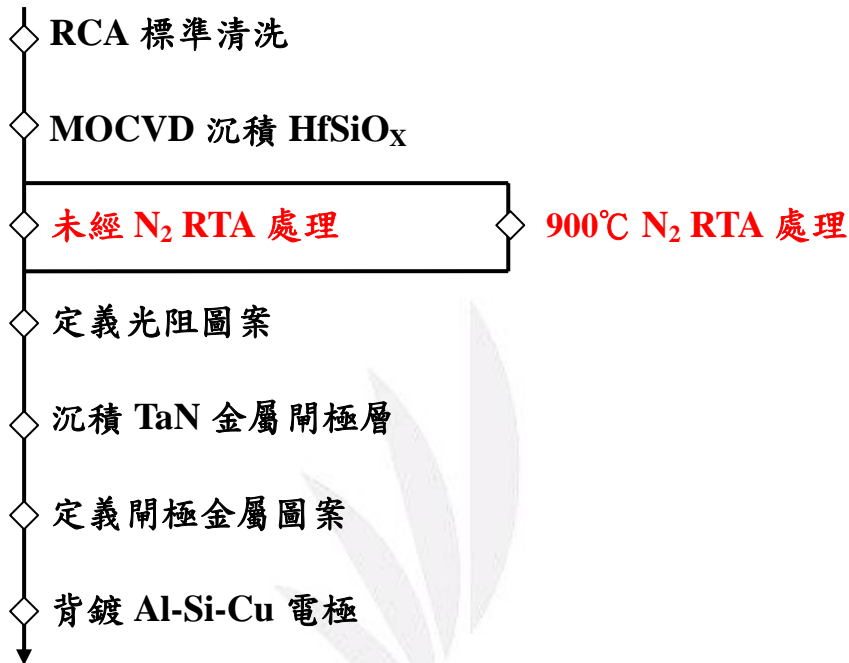 RCA 標準清洗
MOCVD 沉積 HfSiOX
未經 N2 RTA 處理
900℃ N2 RTA 處理
定義光阻圖案
沉積 TaN 金屬閘極層
定義閘極金屬圖案
背鍍 Al-Si-Cu 電極